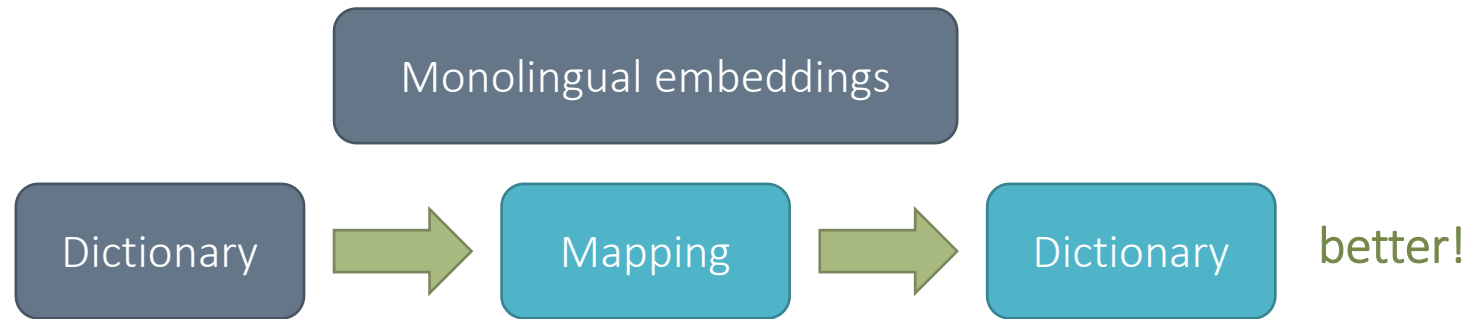 Monolingual embeddings
Dictionary
Mapping
Dictionary
better!